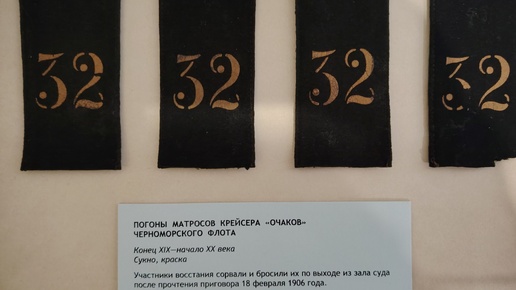 32 32 32 32
ПОГОНЫ МАТРОСОВ КРЕЙСЕРА «ОЧАКОВ»
ЧЕРНОМОРСКОГО ФЛОТА
Конец XIX—начало XX века
Сукно, краска
Участники восстания сорвали и бросили их по выходе из зала суда
после прочтения приговора 18 февраля 1906 года.